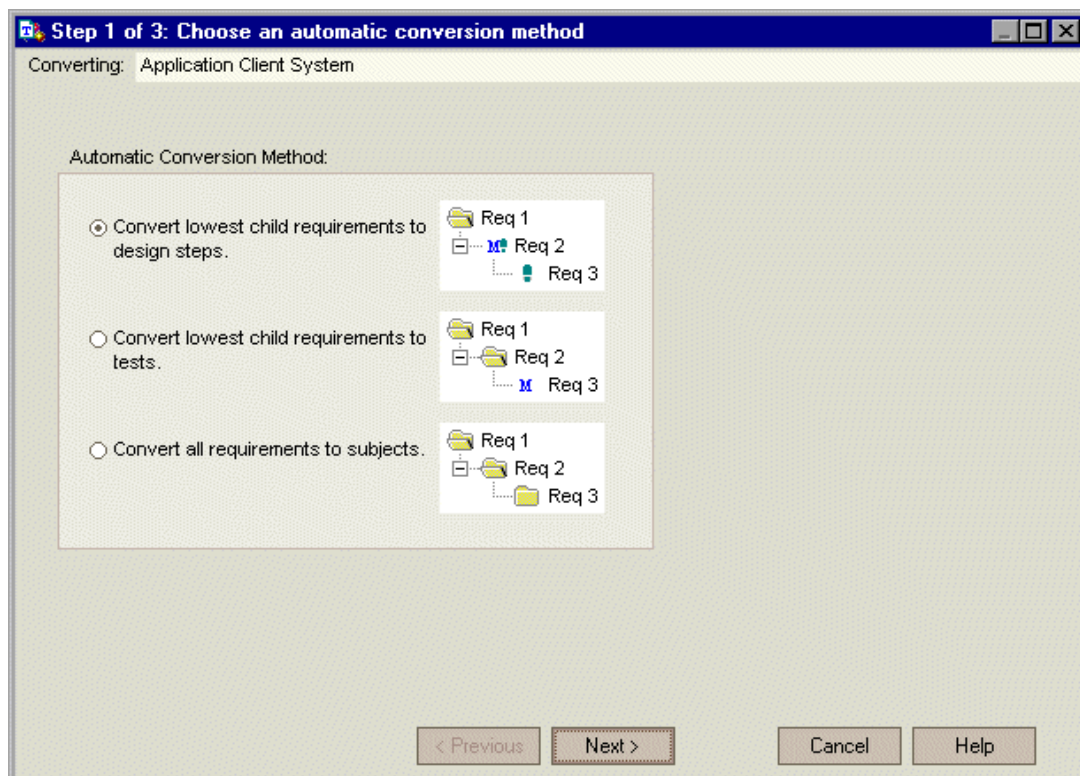 Step 1 of 3: Choose an automatic conversion method
Converting: Application Client System
Automatic Conversion Method:
Convert lowest child requirements to
design steps.
Req 1
M Req 2
Req 3
Convert lowest child requirements to
tests.
Req 1
Req 2
M Req 3
Convert all requirements to subjects.
Req 1
Req 2
Req 3
< Previous
Next >
Cancel
Help